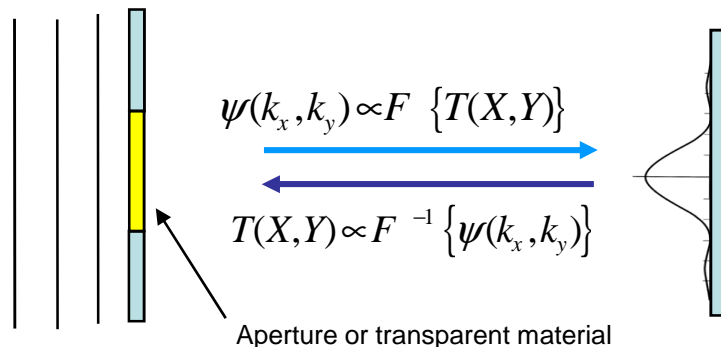 ψ(k_x, k_y) ∝ F {T(X,Y)}
T(X,Y) ∝ F ⁻¹ {ψ(k_x, k_y)}
Aperture or transparent material